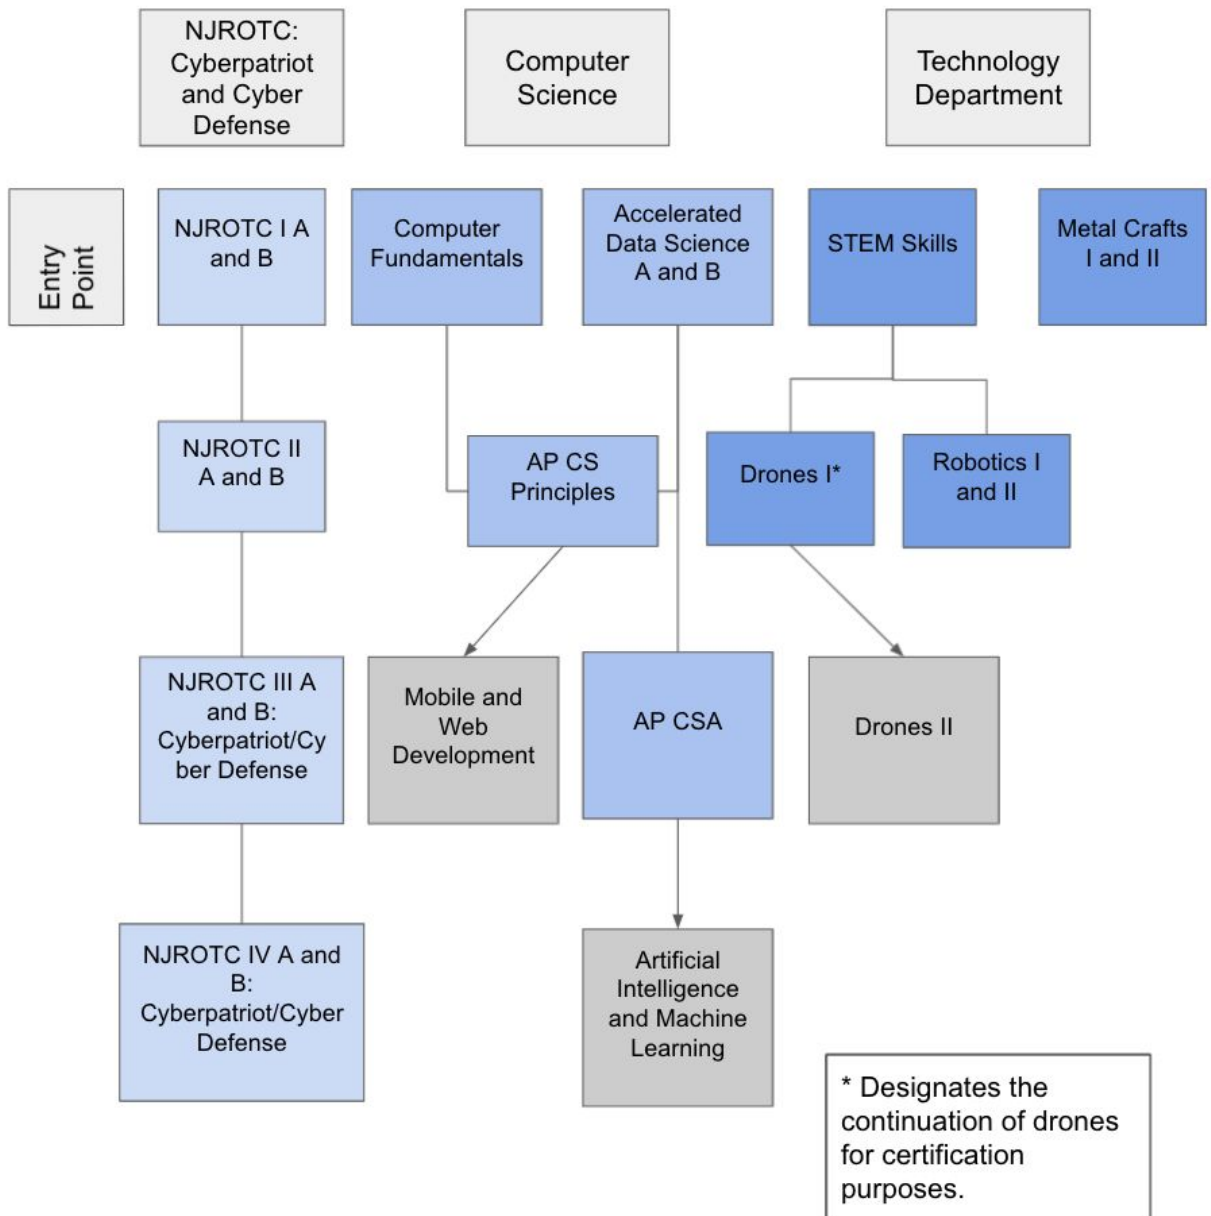 NJROTC:
Cyberpatriot
and Cyber
Defense
Computer
Science
Technology
Department
Entry
Point
NJROTC I A
and B
Computer
Fundamentals
Accelerated
Data Science
A and B
STEM Skills
Metal Crafts
I and II
NJROTC II
A and B
AP CS
Principles
Drones I*
Robotics I
and II
NJROTC III A
and B:
Cyberpatriot/Cy
ber Defense
Mobile and
Web
Development
AP CSA
Drones II
NJROTC IV A and
B:
Cyberpatriot/Cyber
Defense
Artificial
Intelligence
and Machine
Learning
* Designates the
continuation of drones
for certification
purposes.